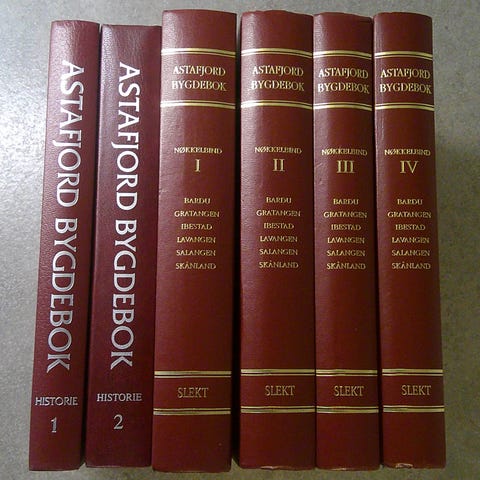 ASTAFJORD BYGDEBOK
HISTORIE
1
ASTAFJORD BYGDEBOK
HISTORIE
2
ASTAFJORD
BYGDEBOK
NØKKELBIND
I
BARDU
GRATANGEN
IBESTAD
LAVANGEN
SALANGEN
SKÅNLAND
SLEKT
ASTAFJORD
BYGDEBOK
NØKKELBIND
II
BARDU
GRATANGEN
IBESTAD
LAVANGEN
SALANGEN
SKÅNLAND
SLEKT
ASTAFJORD
BYGDEBOK
NØKKELBIND
III
BARDU
GRATANGEN
IBESTAD
LAVANGEN
SALANGEN
SKÅNLAND
SLEKT
ASTAFJORD
BYGDEBOK
NØKKELBIND
IV
BARDU
GRATANGEN
IBESTAD
LAVANGEN
SALANGEN
SKÅNLAND
SLEKT